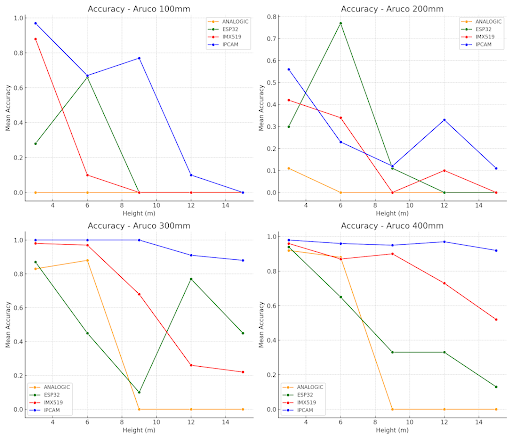 Accuracy - Aruco 100mm
1.0
0.8
0.6
0.4
0.2
0.0
Mean Accuracy
4 6 8 10 12 14
Height (m)
ANALOGIC
ESP32
IMX519
IPCAM
Accuracy - Aruco 200mm
0.8
0.7
0.6
0.5
0.4
0.3
0.2
0.1
0.0
Mean Accuracy
4 6 8 10 12 14
Height (m)
ANALOGIC
ESP32
IMX519
IPCAM
Accuracy - Aruco 300mm
1.0
0.8
0.6
0.4
0.2
0.0
Mean Accuracy
4 6 8 10 12 14
Height (m)
ANALOGIC
ESP32
IMX519
IPCAM
Accuracy - Aruco 400mm
1.0
0.8
0.6
0.4
0.2
0.0
Mean Accuracy
4 6 8 10 12 14
Height (m)
ANALOGIC
ESP32
IMX519
IPCAM